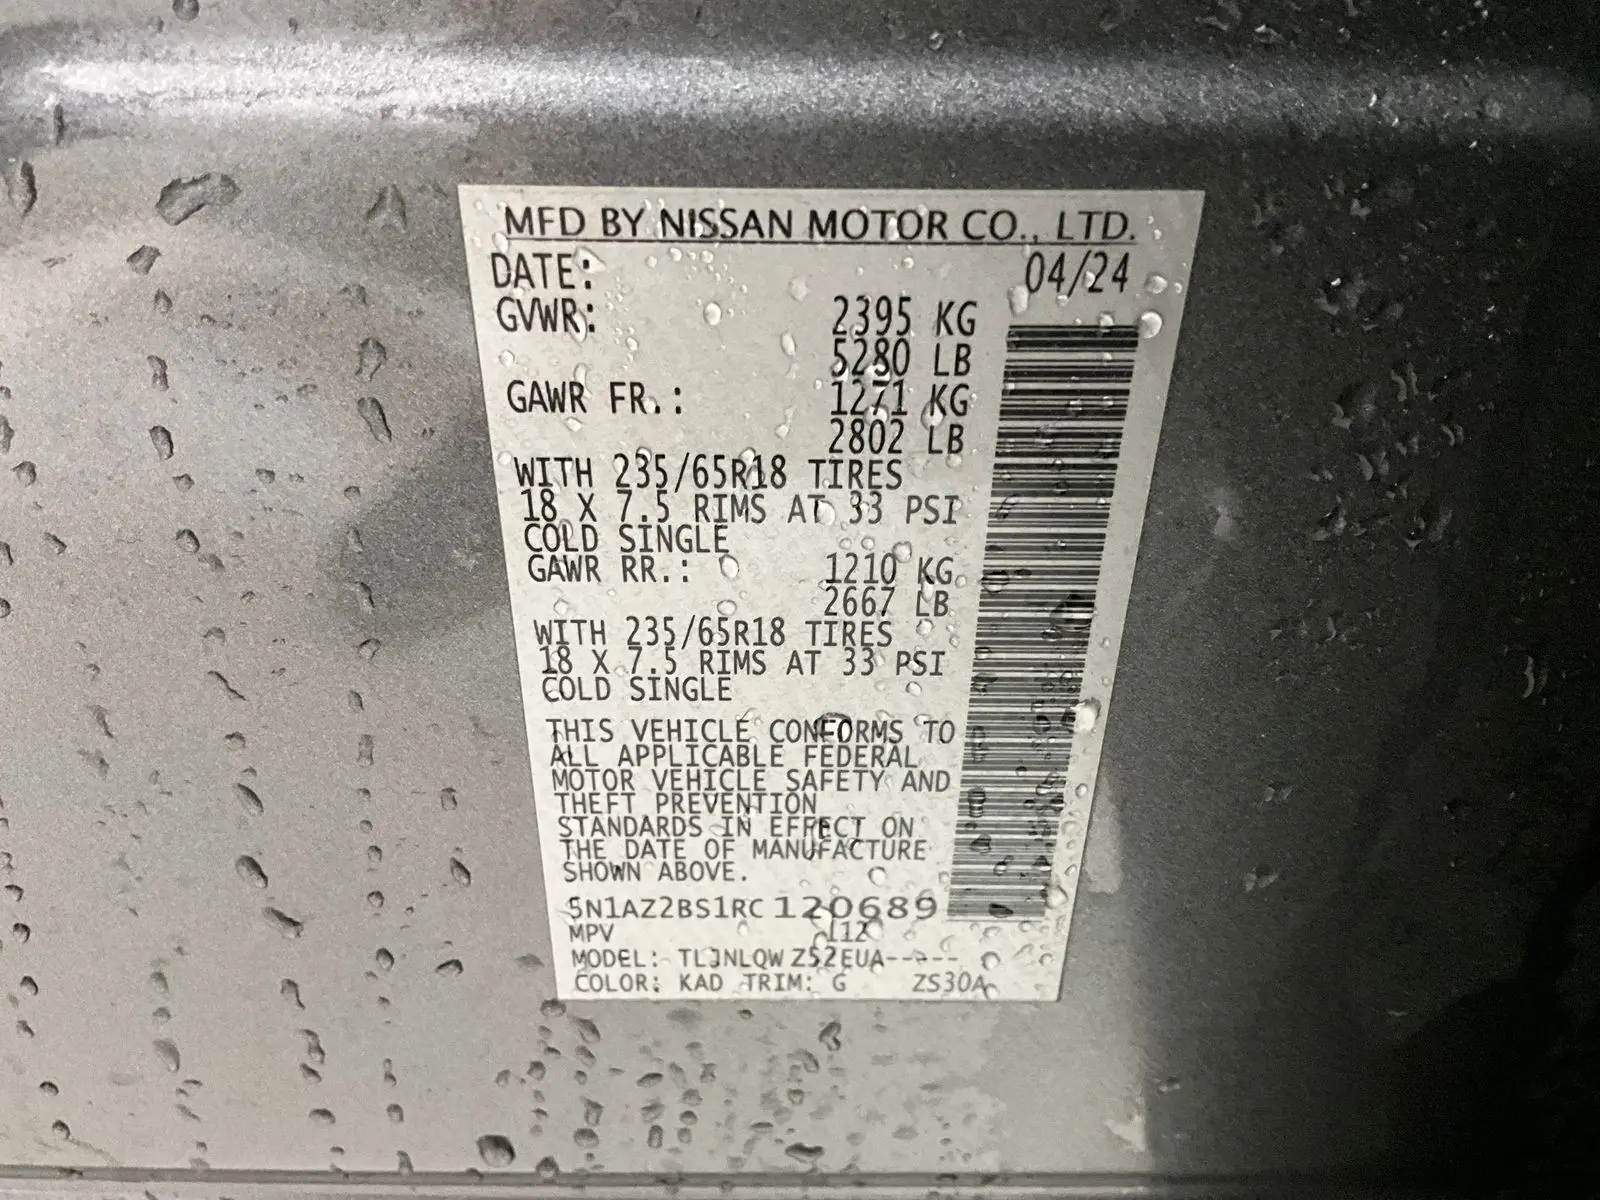 MFD BY NISSAN MOTOR CO., LTD.
DATE: 04/24
GVWR: 2395 KG
5280 LB
GAWR FR.: 1271 KG
2802 LB
WITH 235/65R18 TIRES
18 X 7.5 RIMS AT 33 PSI
COLD SINGLE
GAWR RR.: 1210 KG
2667 LB
WITH 235/65R18 TIRES
18 X 7.5 RIMS AT 33 PSI
COLD SINGLE
THIS VEHICLE CONFORMS TO
ALL APPLICABLE FEDERAL
MOTOR VEHICLE SAFETY AND
THEFT PREVENTION
STANDARDS IN EFFECT ON
THE DATE OF MANUFACTURE
SHOWN ABOVE.
5N1AZ2BS1RC120689
MPV 112
MODEL: TLJNLQW Z52EUA-----
COLOR: KAD TRIM: G ZS30A